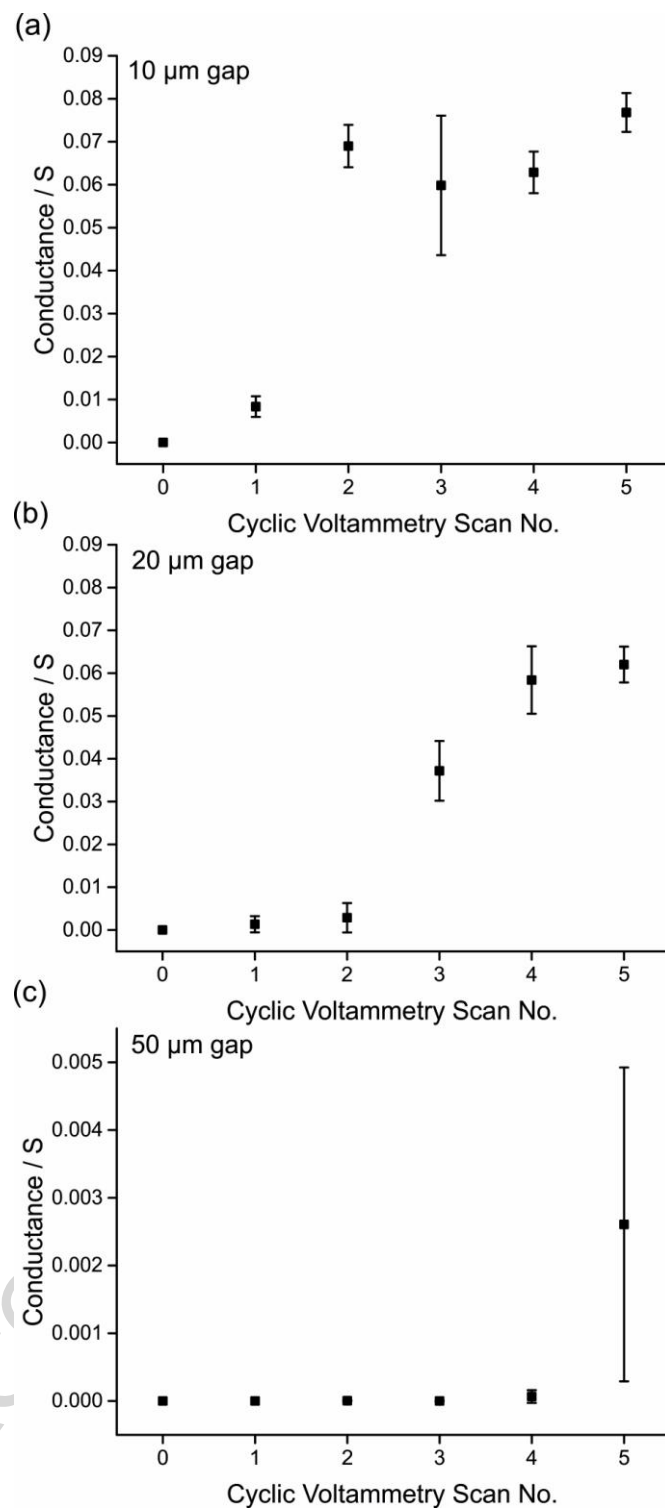 (a)
10 µm gap
Conductance / S
0.09
0.08
0.07
0.06
0.05
0.04
0.03
0.02
0.01
0.00
0 1 2 3 4 5
Cyclic Voltammetry Scan No.
(b)
20 µm gap
Conductance / S
0.09
0.08
0.07
0.06
0.05
0.04
0.03
0.02
0.01
0.00
0 1 2 3 4 5
Cyclic Voltammetry Scan No.
(c)
50 µm gap
Conductance / S
0.005
0.004
0.003
0.002
0.001
0.000
0 1 2 3 4 5
Cyclic Voltammetry Scan No.